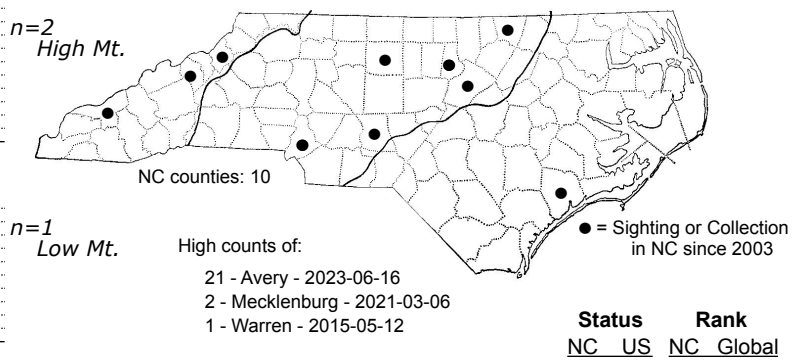 n=2
High Mt.
NC counties: 10
n=1
Low Mt.
High counts of:
21 - Avery - 2023-06-16
2 - Mecklenburg - 2021-03-06
1 - Warren - 2015-05-12
● = Sighting or Collection
in NC since 2003
Status Rank
NC US NC Global